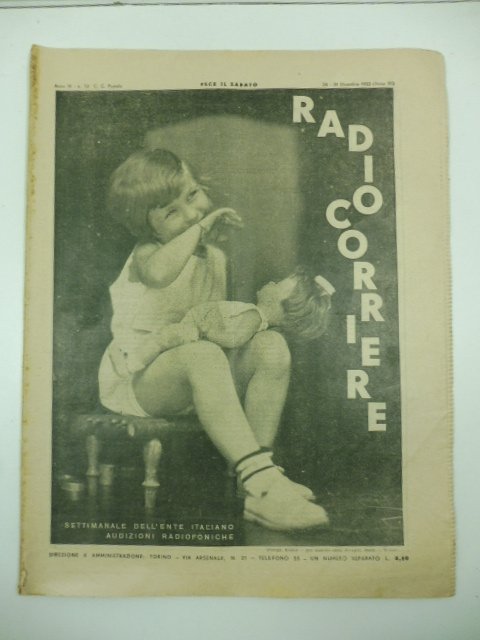 ESCE IL SABATO
RADIOCORRIERE
SETTIMANALE DELL'ENTE ITALIANO
AUDIZIONI RADIOFONICHE
DIREZIONE E AMMINISTRAZIONE: TORINO - VIA ARSENALE, N. 21 - TELEFONO 55 - UN NUMERO SEPARATO L.